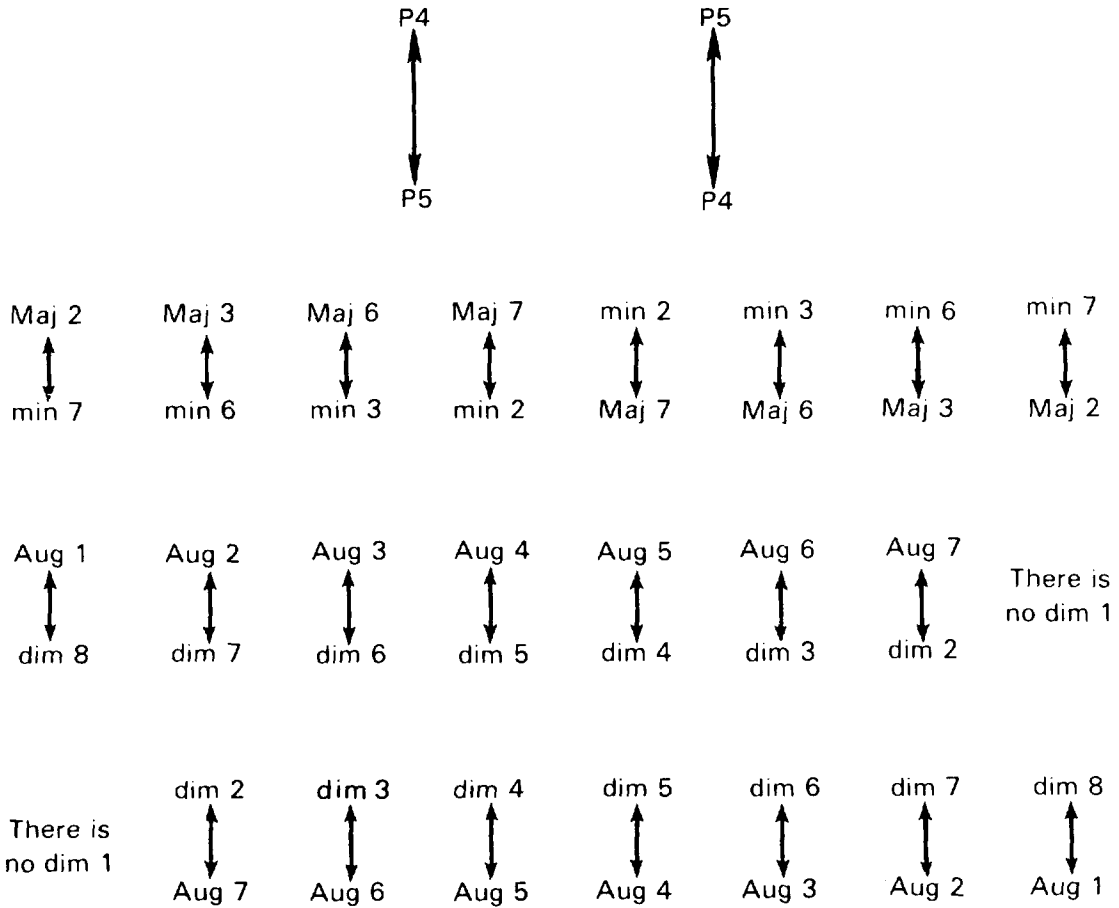 P4 P5
P5 P4
Maj 2 Maj 3 Maj 6 Maj 7 min 2 min 3 min 6 min 7
min 7 min 6 min 3 min 2 Maj 7 Maj 6 Maj 3 Maj 2
Aug 1 Aug 2 Aug 3 Aug 4 Aug 5 Aug 6 Aug 7
There is
no dim 1
dim 8 dim 7 dim 6 dim 5 dim 4 dim 3 dim 2
dim 2 dim 3 dim 4 dim 5 dim 6 dim 7 dim 8
There is
no dim 1
Aug 7 Aug 6 Aug 5 Aug 4 Aug 3 Aug 2 Aug 1